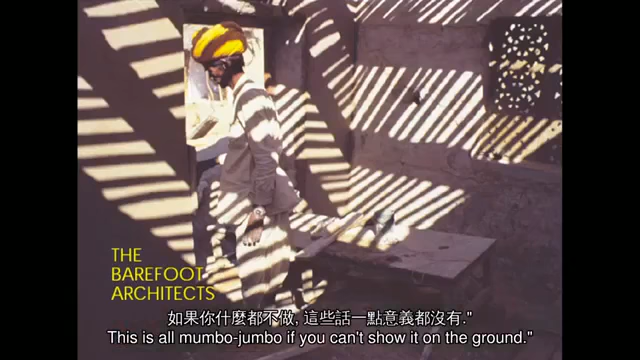 THE
BAREFOOT
ARCHITECTS
如果你什麼都不做, 這些話一點意義都沒有."
This is all mumbo-jumbo if you can't show it on the ground."